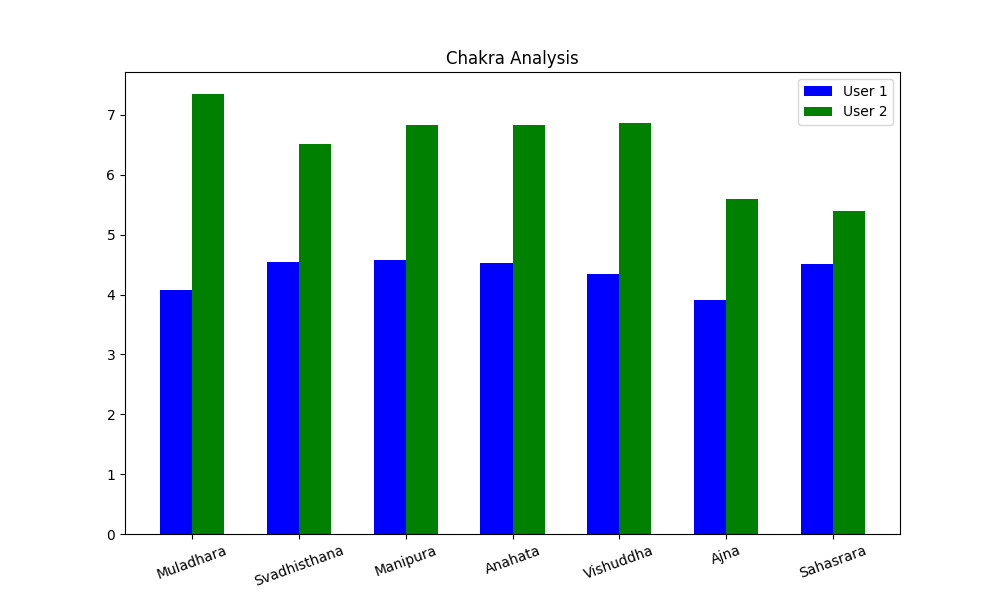 Chakra Analysis
User 1
User 2
7
6
5
4
3
2
1
0
Muladhara
Svadhisthana
Manipura
Anahata
Vishuddha
Ajna
Sahasrara